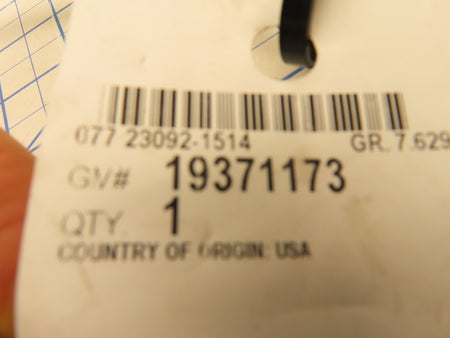 077 23092-1514 GR. 7.629
GM# 19371173
QTY. 1
COUNTRY OF ORIGIN: USA